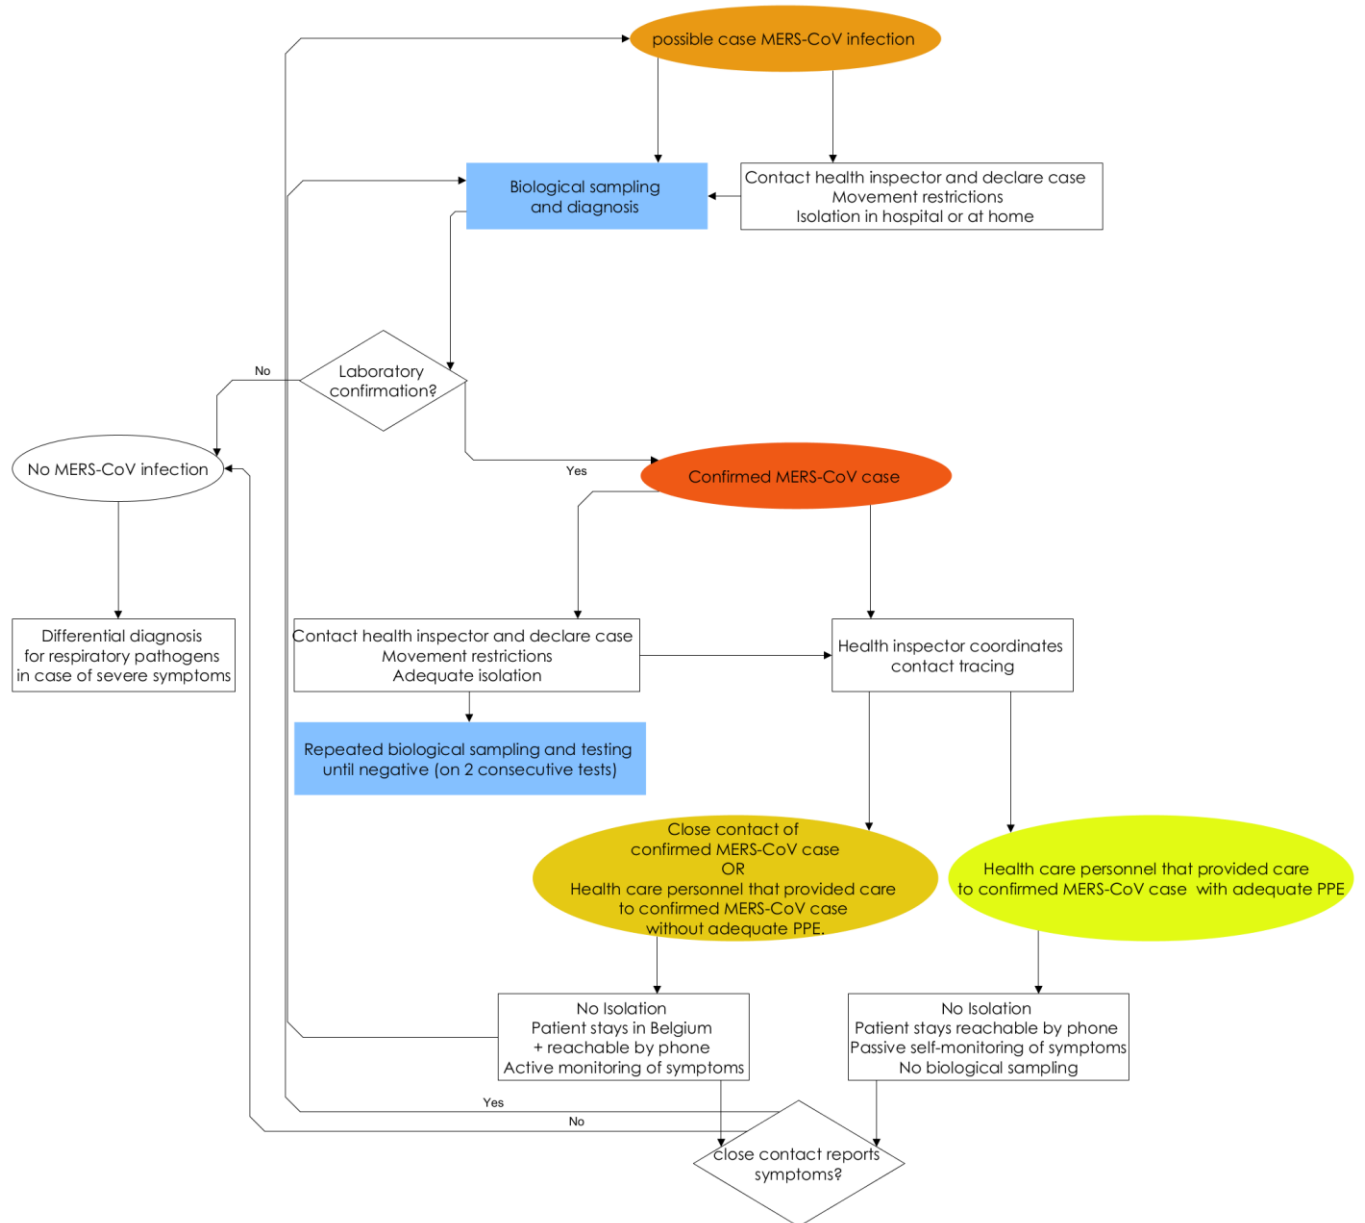 possible case MERS-CoV infection
Biological sampling
and diagnosis
Contact health inspector and declare case
Movement restrictions
Isolation in hospital or at home
Laboratory
confirmation?
No
Yes
No MERS-CoV infection
Confirmed MERS-CoV case
Differential diagnosis
for respiratory pathogens
in case of severe symptoms
Contact health inspector and declare case
Movement restrictions
Adequate isolation
Health inspector coordinates
contact tracing
Repeated biological sampling and testing
until negative (on 2 consecutive tests)
Close contact of
confirmed MERS-CoV case
OR
Health care personnel that provided care
to confirmed MERS-CoV case
without adequate PPE.
Health care personnel that provided care
to confirmed MERS-CoV case with adequate PPE
No Isolation
Patient stays in Belgium
+ reachable by phone
Active monitoring of symptoms
No Isolation
Patient stays reachable by phone
Passive self-monitoring of symptoms
No biological sampling
Yes
No
close contact reports
symptoms?